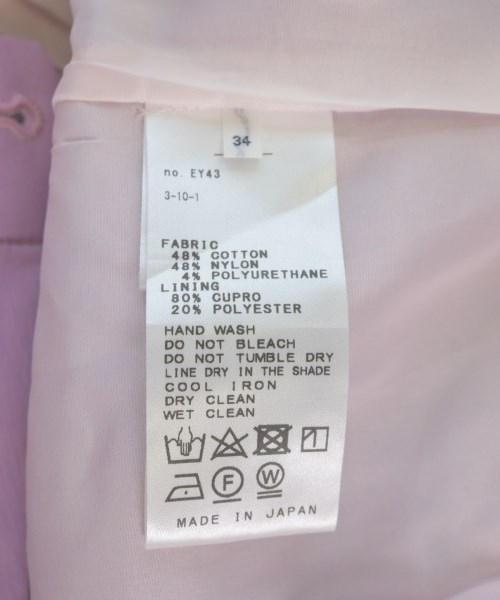 34
no. EY43
3-10-1
FABRIC
48% COTTON
48% NYLON
4% POLYURETHANE
LINING
80% CUPRO
20% POLYESTER
HAND WASH
DO NOT BLEACH
DO NOT TUMBLE DRY
LINE DRY IN THE SHADE
COOL IRON
DRY CLEAN
WET CLEAN
F W
MADE IN JAPAN